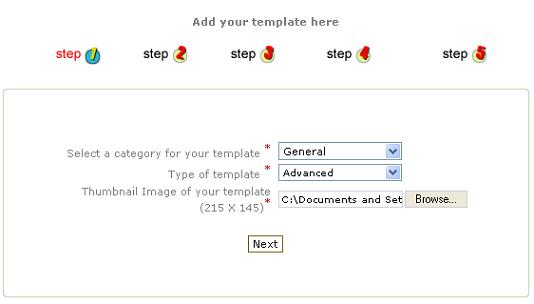 Add your template here
step 1 step 2 step 3 step 4 step 5
Select a category for your template * General
Type of template * Advanced
Thumbnail Image of your template
(215 X 145) * C:\Documents and Set Browse...
Next